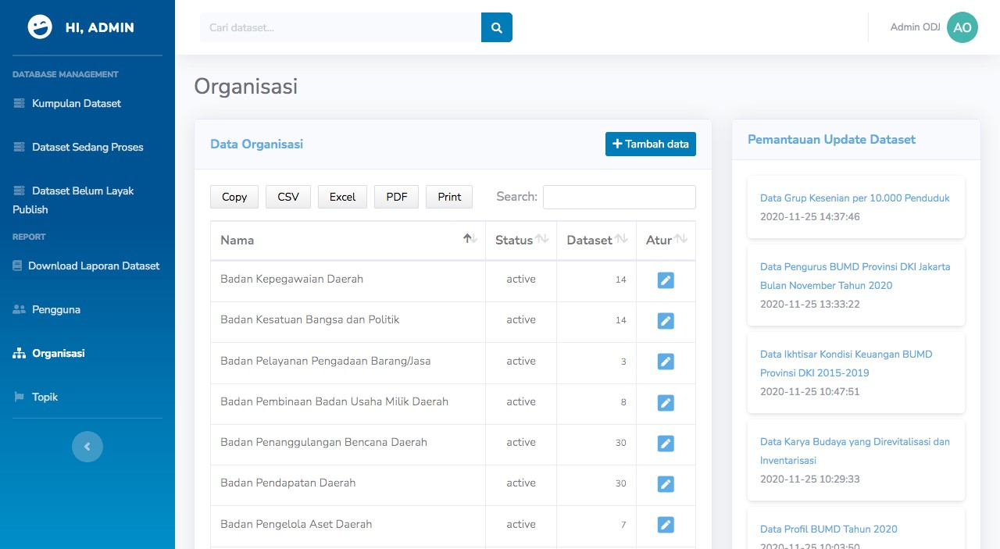 HI, ADMIN
DATABASE MANAGEMENT
Kumpulan Dataset
Dataset Sedang Proses
Dataset Belum Layak
Publish
REPORT
Download Laporan Dataset
Pengguna
Organisasi
Topik
Cari dataset...
Admin ODJ
AO
Organisasi
Data Organisasi
Tambah data
Copy CSV Excel PDF Print Search:
Nama Status Dataset Atur
Badan Kepegawaian Daerah active 14
Badan Kesatuan Bangsa dan Politik active 14
Badan Pelayanan Pengadaan Barang/Jasa active 3
Badan Pembinaan Badan Usaha Milik Daerah active 8
Badan Penanggulangan Bencana Daerah active 30
Badan Pendapatan Daerah active 30
Badan Pengelola Aset Daerah active 7
Pemantauan Update Dataset
Data Grup Kesenian per 10.000 Penduduk
2020-11-25 14:37:46
Data Pengurus BUMD Provinsi DKI Jakarta
Bulan November Tahun 2020
2020-11-25 13:33:22
Data Ikhtisar Kondisi Keuangan BUMD
Provinsi DKI 2015-2019
2020-11-25 10:47:51
Data Karya Budaya yang Direvitalisasi dan
Inventarisasi
2020-11-25 10:29:33
Data Profil BUMD Tahun 2020
2020-11-25 10:03:50